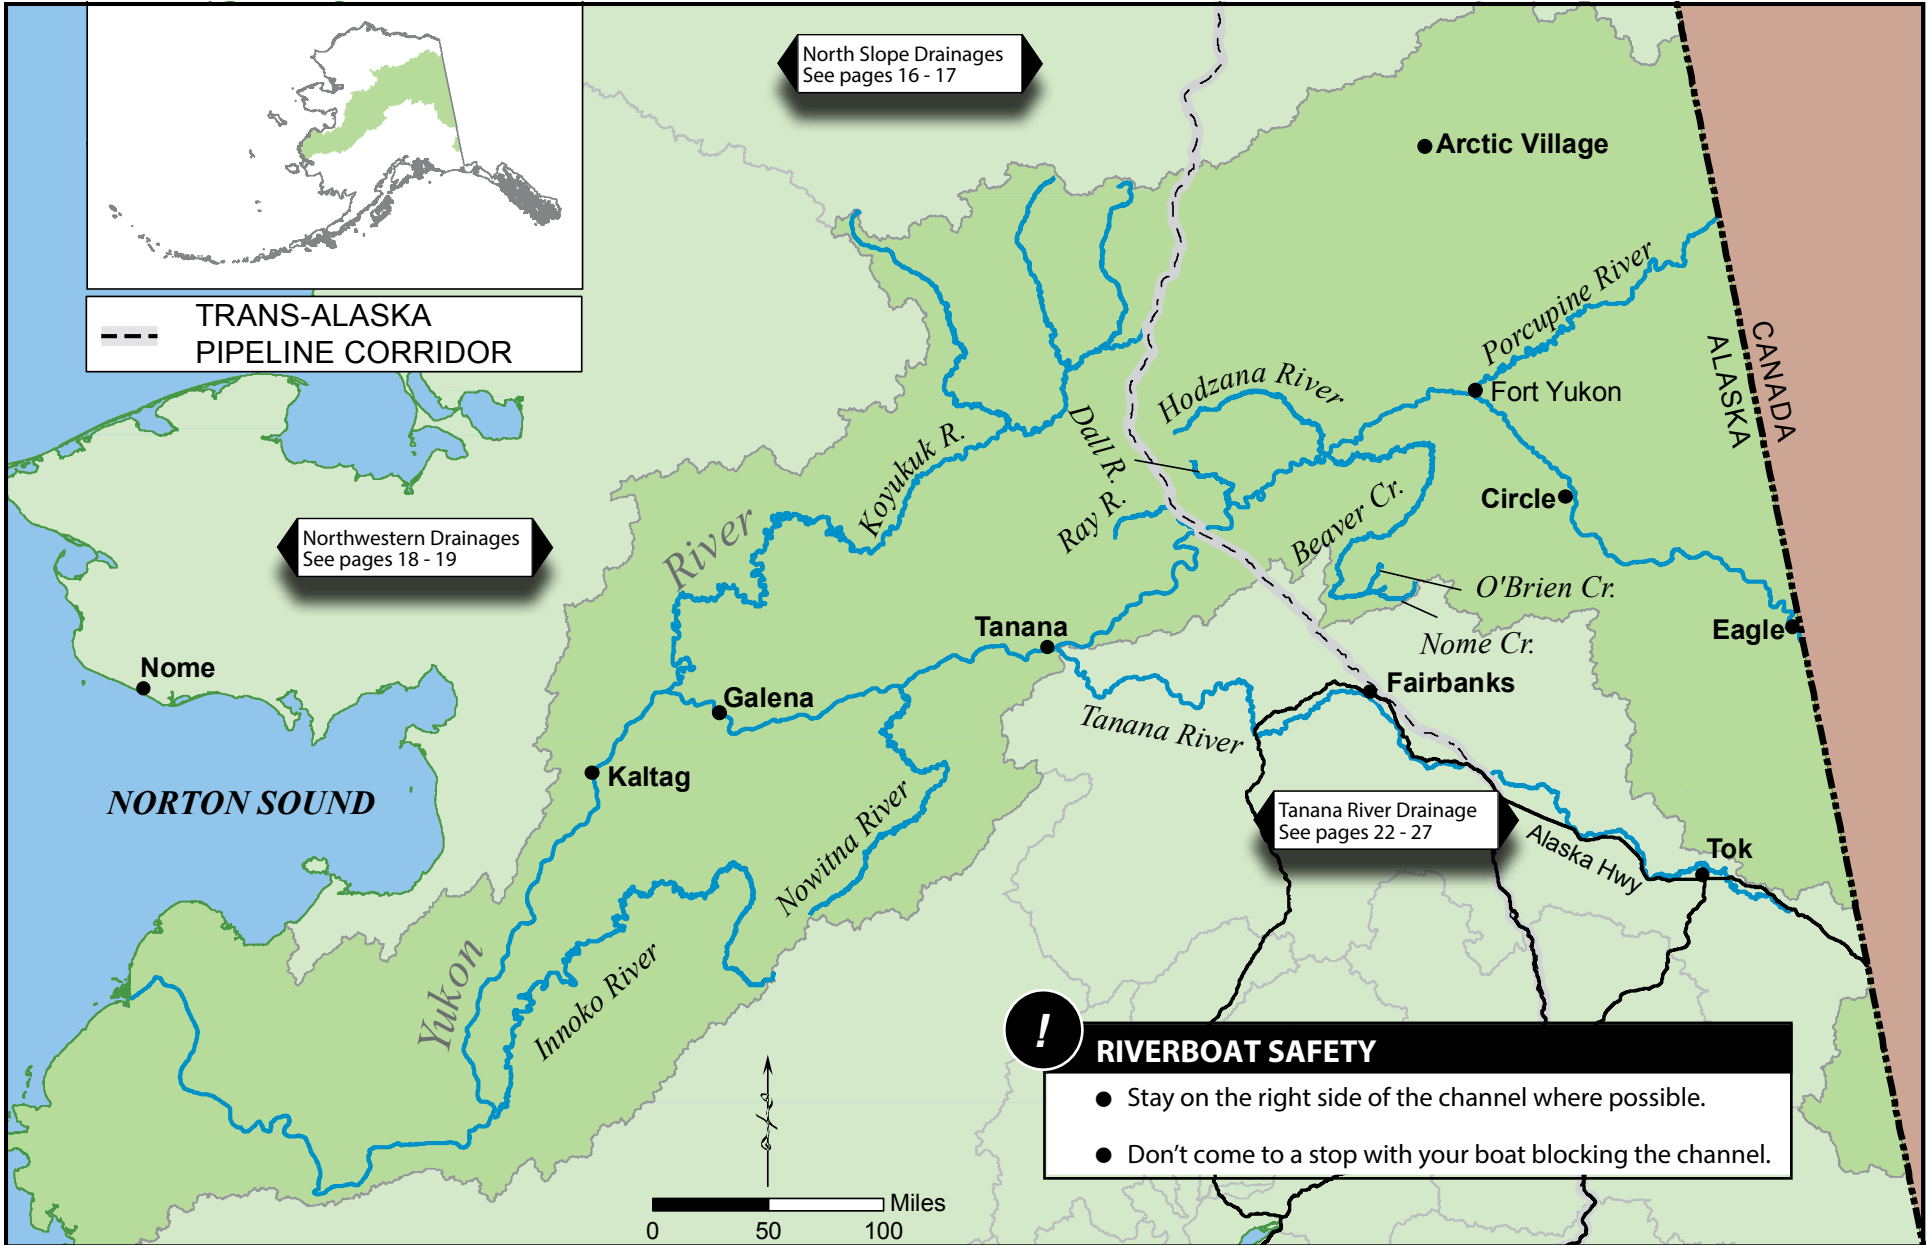 North Slope Drainages
See pages 16 - 17
Arctic Village
TRANS-ALASKA
PIPELINE CORRIDOR
Porcupine River
CANADA
ALASKA
Hodzana River
Fort Yukon
Dall R.
Koyukuk R.
Ray R.
Beaver Cr.
Circle
River
Northwestern Drainages
See pages 18 - 19
O'Brien Cr.
Nome Cr.
Eagle
Tanana
Nome
Galena
Fairbanks
Tanana River
Kaltag
NORTON SOUND
Nowitna River
Tanana River Drainage
See pages 22 - 27
Alaska Hwy
Tok
Yukon
Innoko River
!
RIVERBOAT SAFETY
● Stay on the right side of the channel where possible.
● Don't come to a stop with your boat blocking the channel.
Miles
0 50 100